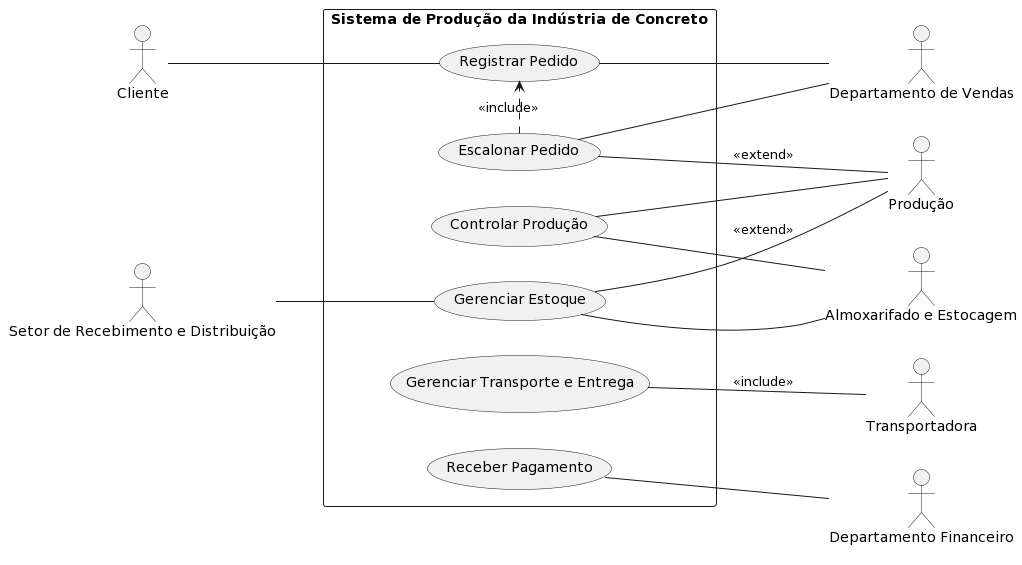 Sistema de Produção da Indústria de Concreto
Cliente
Registrar Pedido
Departamento de Vendas
«include»
Escalonar Pedido
«extend»
Produção
Controlar Produção
«extend»
Setor de Recebimento e Distribuição
Gerenciar Estoque
Almoxarifado e Estocagem
Gerenciar Transporte e Entrega
«include»
Transportadora
Receber Pagamento
Departamento Financeiro